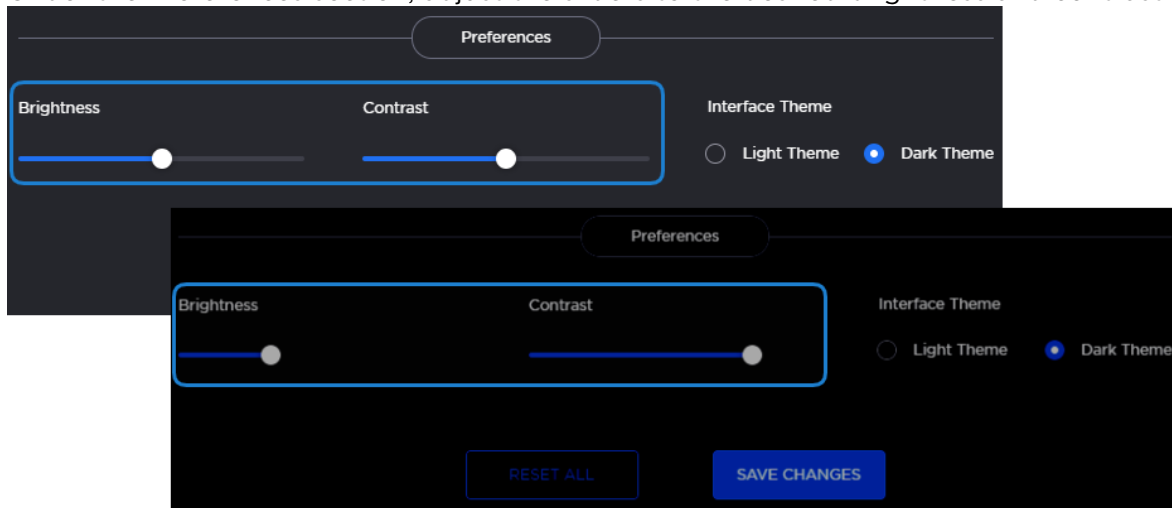 Preferences
Brightness
Contrast
Interface Theme
Light Theme
Dark Theme
Preferences
Brightness
Contrast
Interface Theme
Light Theme
Dark Theme
RESET ALL
SAVE CHANGES